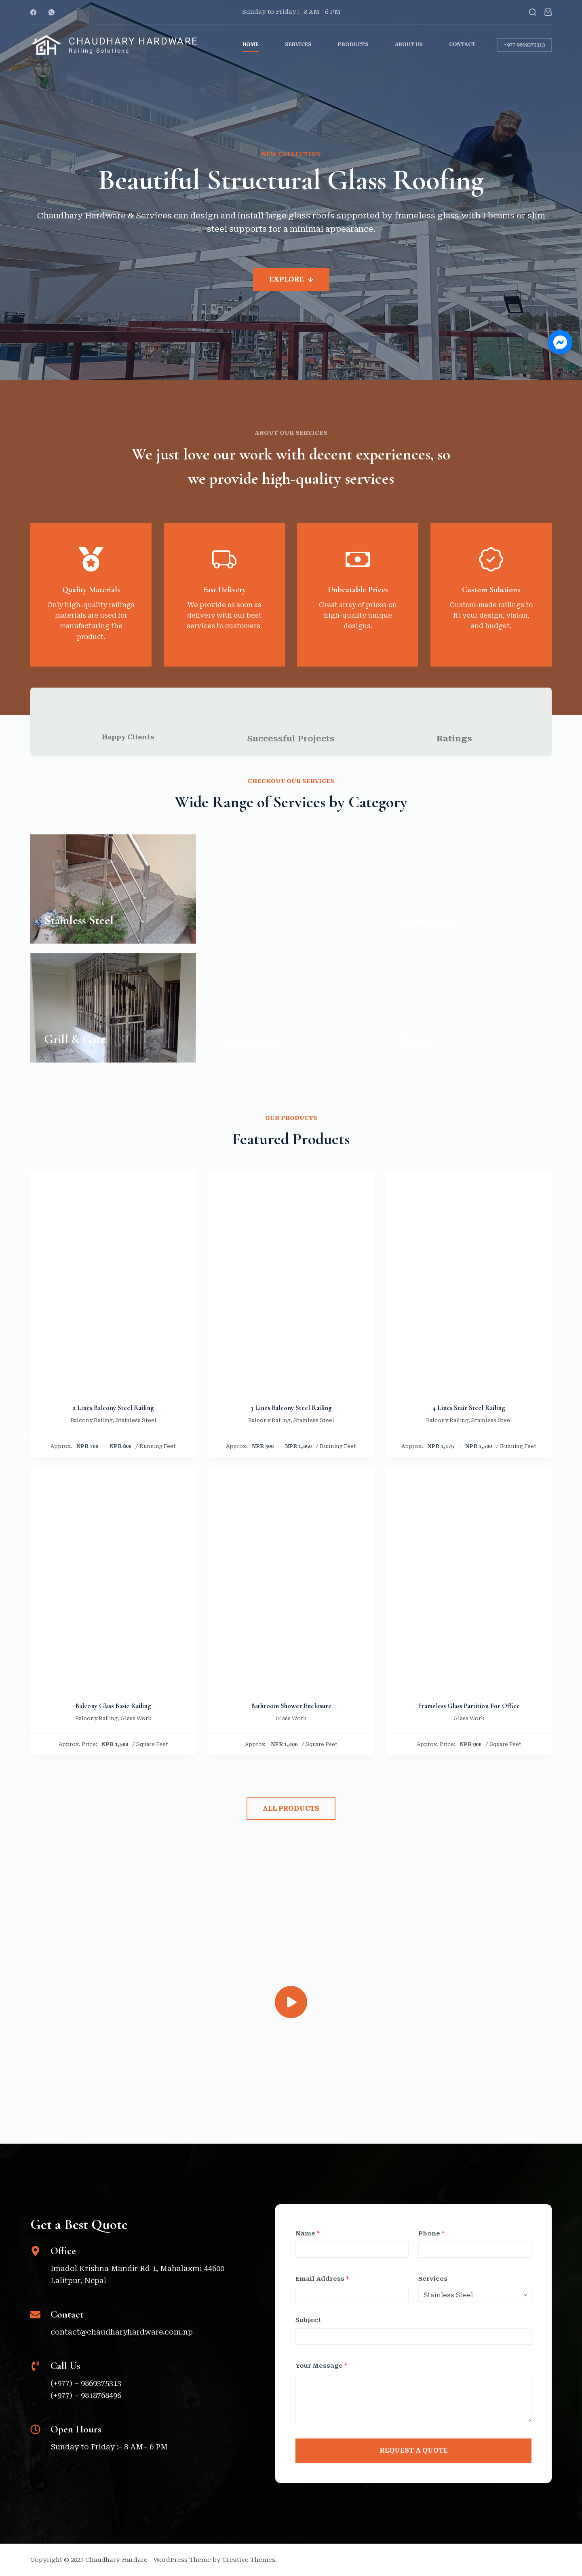 Sunday to Friday :- 8 AM– 6 PM
CHAUDHARY HARDWARE
Railing Solutions
HOME
SERVICES
PRODUCTS
ABOUT US
CONTACT
+977 9869375313
NEW COLLECTION
Beautiful Structural Glass Roofing
Chaudhary Hardware & Services can design and install large glass roofs supported by frameless glass with I beams or slim
steel supports for a minimal appearance.
EXPLORE
ABOUT OUR SERVICES
We just love our work with decent experiences, so
we provide high-quality services
Quality Materials
Only high-quality railings
materials are used for
manufacturing the
product.
Fast Delivery
We provide as soon as
delivery with our best
services to customers.
Unbeatable Prices
Great array of prices on
high-quality unique
designs.
Custom Solutions
Custom-made railings to
fit your design, vision,
and budget.
Happy Clients
Successful Projects
Ratings
CHECKOUT OUR SERVICES
Wide Range of Services by Category
Stainless Steel
Grill & Gate
OUR PRODUCTS
Featured Products
2 Lines Balcony Steel Railing
Balcony Railing, Stainless Steel
Approx. NPR 700 – NPR 800 / Running Feet
3 Lines Balcony Steel Railing
Balcony Railing, Stainless Steel
Approx. NPR 900 – NPR 1,050 / Running Feet
4 Lines Stair Steel Railing
Balcony Railing, Stainless Steel
Approx. NPR 1,175 – NPR 1,500 / Running Feet
Balcony Glass Basic Railing
Balcony Railing, Glass Work
Approx. Price: NPR 1,500 / Square Feet
Bathroom Shower Enclosure
Glass Work
Approx. NPR 1,000 / Square Feet
Frameless Glass Partition For Office
Glass Work
Approx. Price: NPR 900 / Square Feet
ALL PRODUCTS
Get a Best Quote
Office
Imadol Krishna Mandir Rd 1, Mahalaxmi 44600
Lalitpur, Nepal
Contact
contact@chaudharyhardware.com.np
Call Us
(+977) – 9869375313
(+977) – 9818768496
Open Hours
Sunday to Friday :- 8 AM– 6 PM
Name *
Phone *
Email Address *
Services
Stainless Steel
Subject
Your Message *
REQUEST A QUOTE
Copyright © 2023 Chaudhary Hardare - WordPress Theme by Creative Themes.